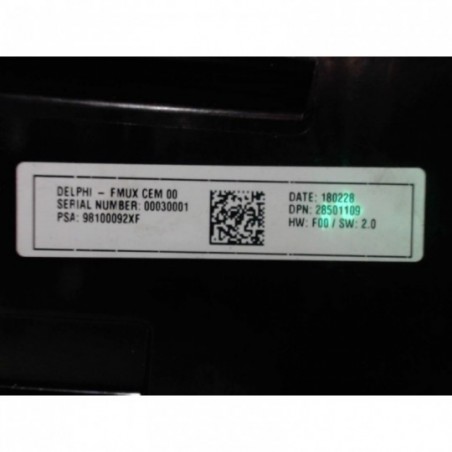 DELPHI - FMUX CEM 00
SERIAL NUMBER: 00030001
PSA: 98100092XF
DATE: 180228
DPN: 28501109
HW: F00 / SW: 2.0